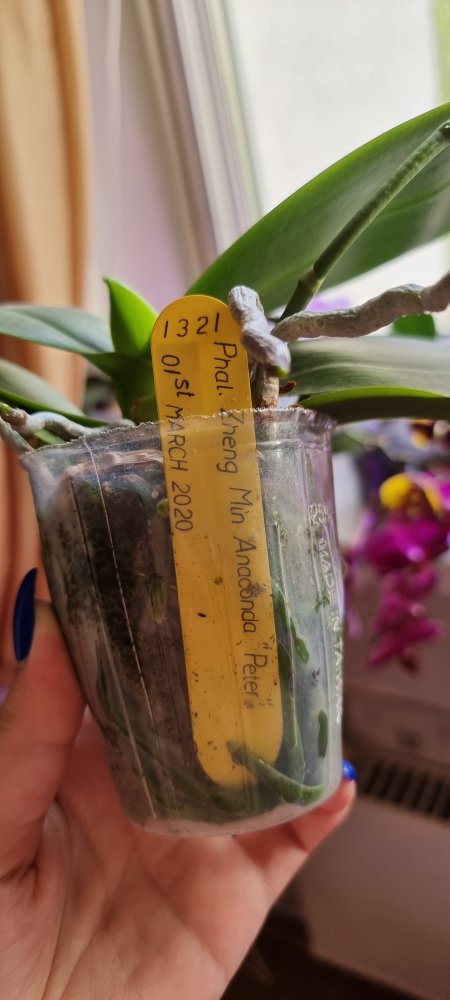 1321
Phal. Zheng Min Anaconda "Peter"
01st MARCH 2020